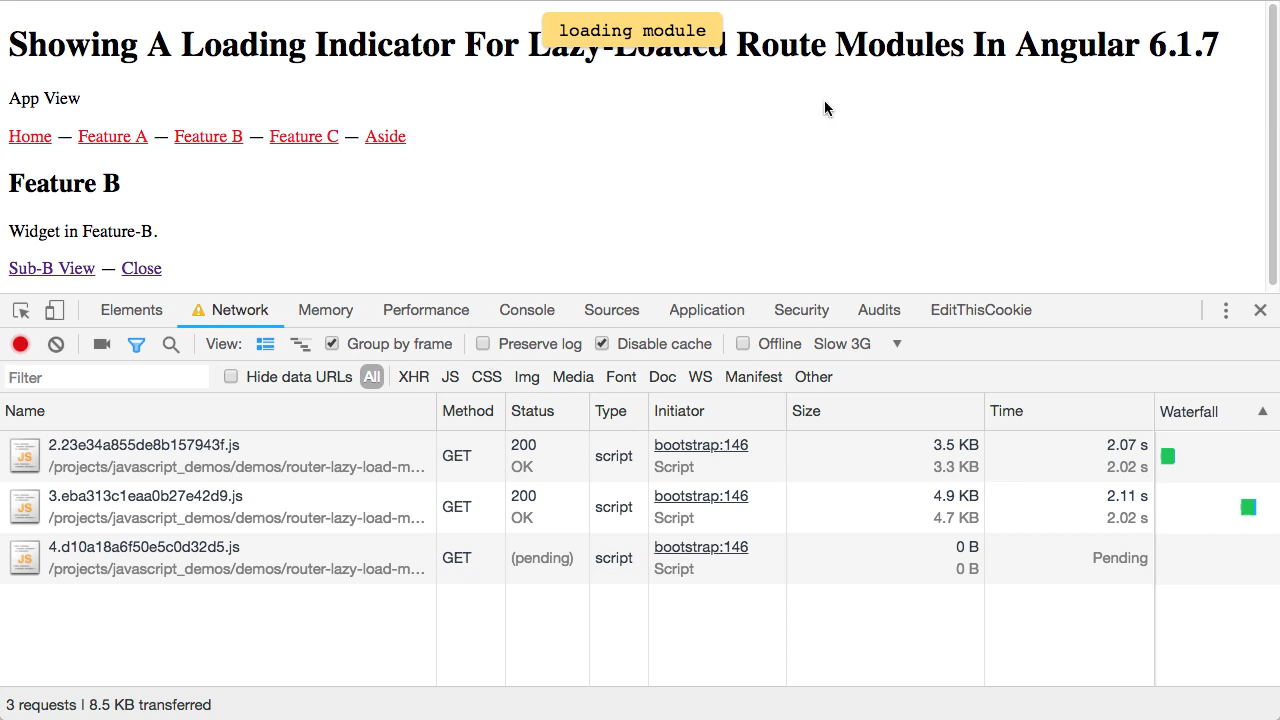 loading module
Showing A Loading Indicator For Lazy-Loaded Route Modules In Angular 6.1.7
App View
Home — Feature A — Feature B — Feature C — Aside
Feature B
Widget in Feature-B.
Sub-B View — Close
Elements Network Memory Performance Console Sources Application Security Audits EditThisCookie
View: Group by frame Preserve log Disable cache Offline Slow 3G
Filter Hide data URLs All XHR JS CSS Img Media Font Doc WS Manifest Other
Name Method Status Type Initiator Size Time Waterfall
2.23e34a855de8b157943f.js 200 bootstrap:146 3.5 KB 2.07 s
JS GET script
/projects/javascript_demos/demos/router-lazy-load-m... OK Script 3.3 KB 2.02 s
3.eba313c1eaa0b27e42d9.js 200 bootstrap:146 4.9 KB 2.11 s
JS GET script
/projects/javascript_demos/demos/router-lazy-load-m... OK Script 4.7 KB 2.02 s
4.d10a18a6f50e5c0d32d5.js bootstrap:146 0 B
JS GET (pending) script Pending
/projects/javascript_demos/demos/router-lazy-load-m... Script 0 B
3 requests | 8.5 KB transferred